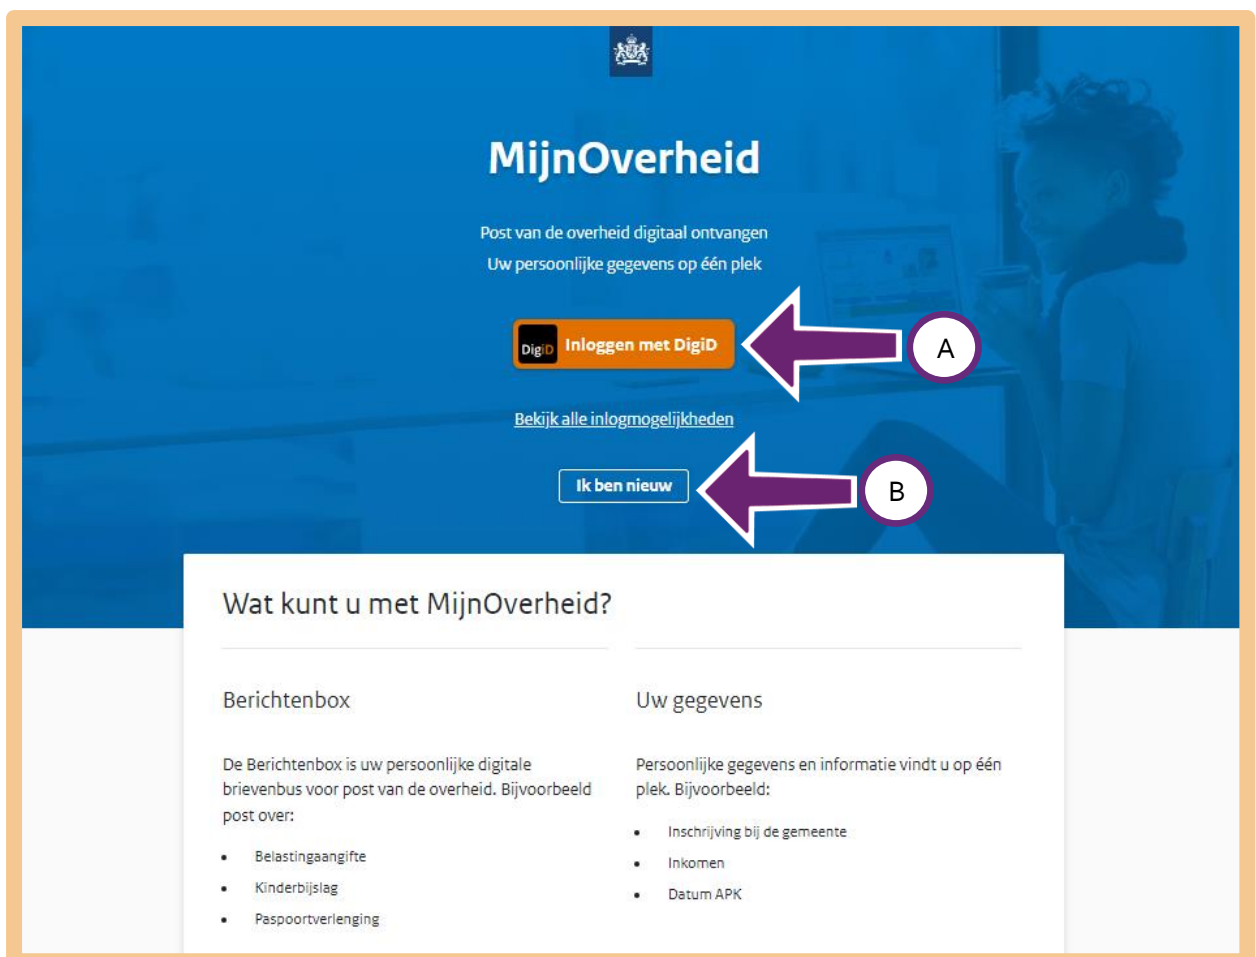 MijnOverheid
Post van de overheid digitaal ontvangen
Uw persoonlijke gegevens op één plek
DigiD Inloggen met DigiD
A
Bekijk alle inlogmogelijkheden
Ik ben nieuw
B
Wat kunt u met MijnOverheid?
Berichtenbox
De Berichtenbox is uw persoonlijke digitale
brievenbus voor post van de overheid. Bijvoorbeeld
post over:
• Belastingaangifte
• Kinderbijslag
• Paspoortverlenging
Uw gegevens
Persoonlijke gegevens en informatie vindt u op één
plek. Bijvoorbeeld:
• Inschrijving bij de gemeente
• Inkomen
• Datum APK